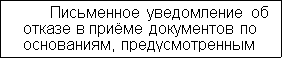 Письменное уведомление об
отказе в приёме документов по
основаниям, предусмотренным